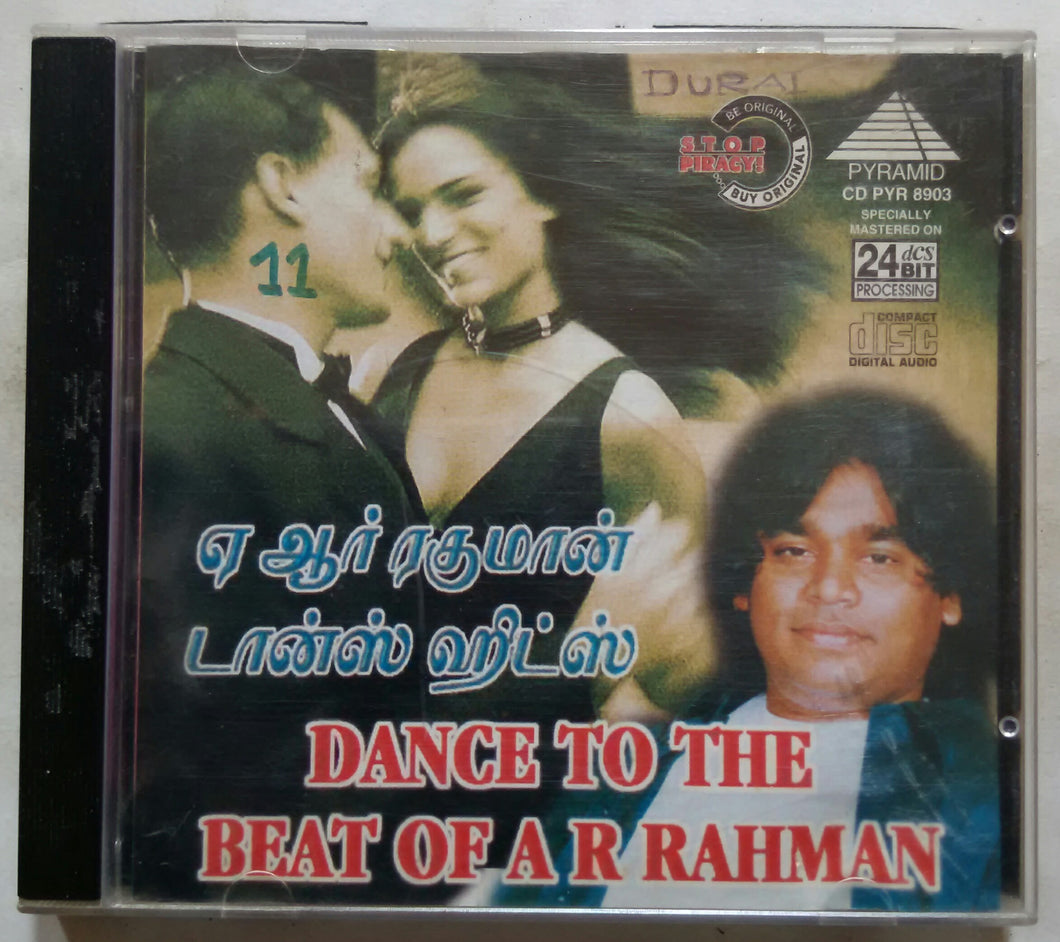 DURAI
BE ORIGINAL
STOP
PIRACY!
BUY ORIGINAL
PYRAMID
CD PYR 8903
SPECIALLY
MASTERED ON
24 dcs
BIT
PROCESSING
COMPACT
disc
DIGITAL AUDIO
11
ஏ ஆர் ரகுமான்
டான்ஸ் ஹிட்ஸ்
DANCE TO THE
BEAT OF A R RAHMAN